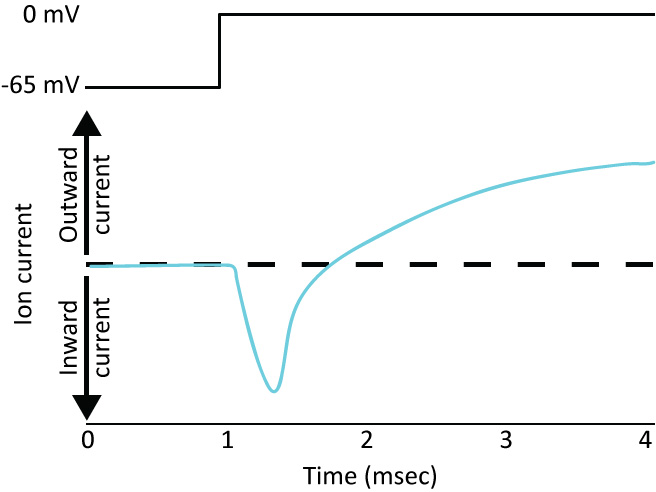 0 mV
-65 mV
Outward
current
Ion current
Inward
current
0 1 2 3 4
Time (msec)